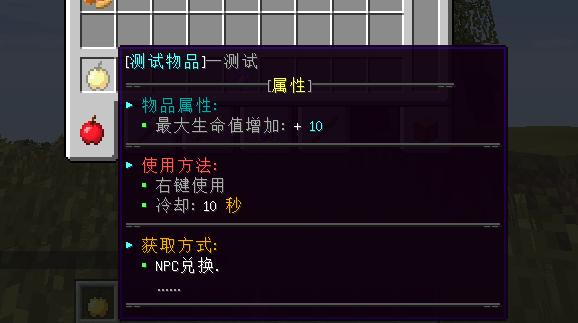 [测试物品]—测试
[属性]
▶ 物品属性:
▪ 最大生命值增加: + 10
▶ 使用方法:
▪ 右键使用
▪ 冷却: 10 秒
▶ 获取方式:
▪ NPC兑换.
......